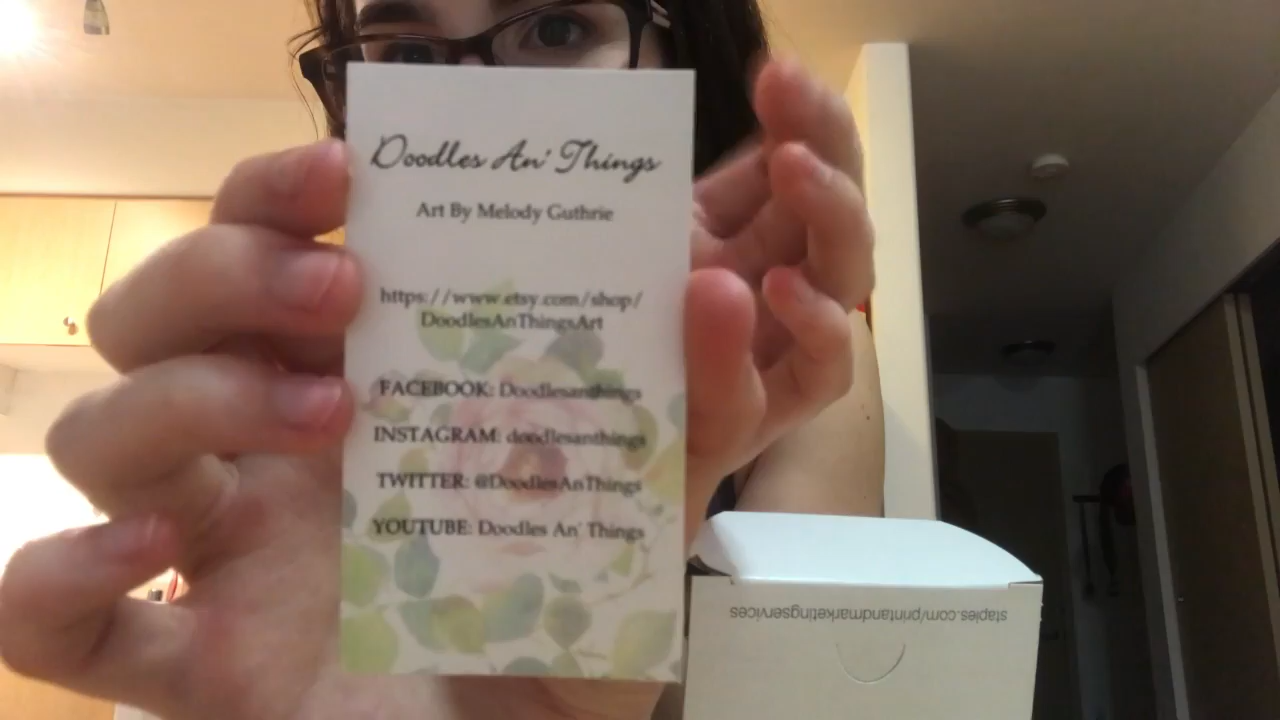 Doodles An' Things
Art By Melody Guthrie
https://www.etsy.com/shop/
DoodlesAnThingsArt
FACEBOOK: Doodlesanthings
INSTAGRAM: doodlesanthings
TWITTER: @DoodlesAnThings
YOUTUBE: Doodles An' Things
staples.com/printandmarketingservices